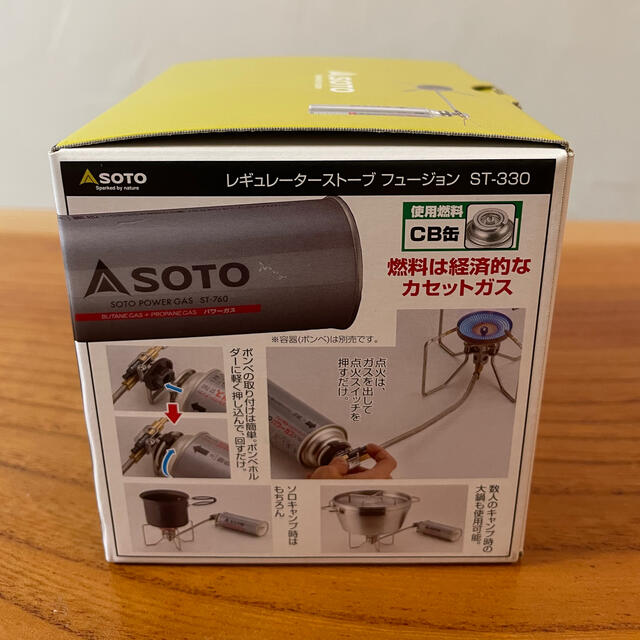 SOTO
SOTO
Sparked by nature
レギュレーターストーブ フュージョン ST-330
使用燃料
CB缶
燃料は経済的な
カセットガス
SOTO
SOTO POWER GAS ST-760
BUTANE GAS + PROPANE GAS パワーガス
※容器(ボンベ)は別売です。
ボンベの取り付けは簡単。ボンベホル
ダーに軽く押し込んで、回すだけ。
点火は、
ガスを出して
点火スイッチを
押すだけ。
ソロキャンプ時は
もちろん
SOTO
数人のキャンプ時の
大鍋も使用可能。